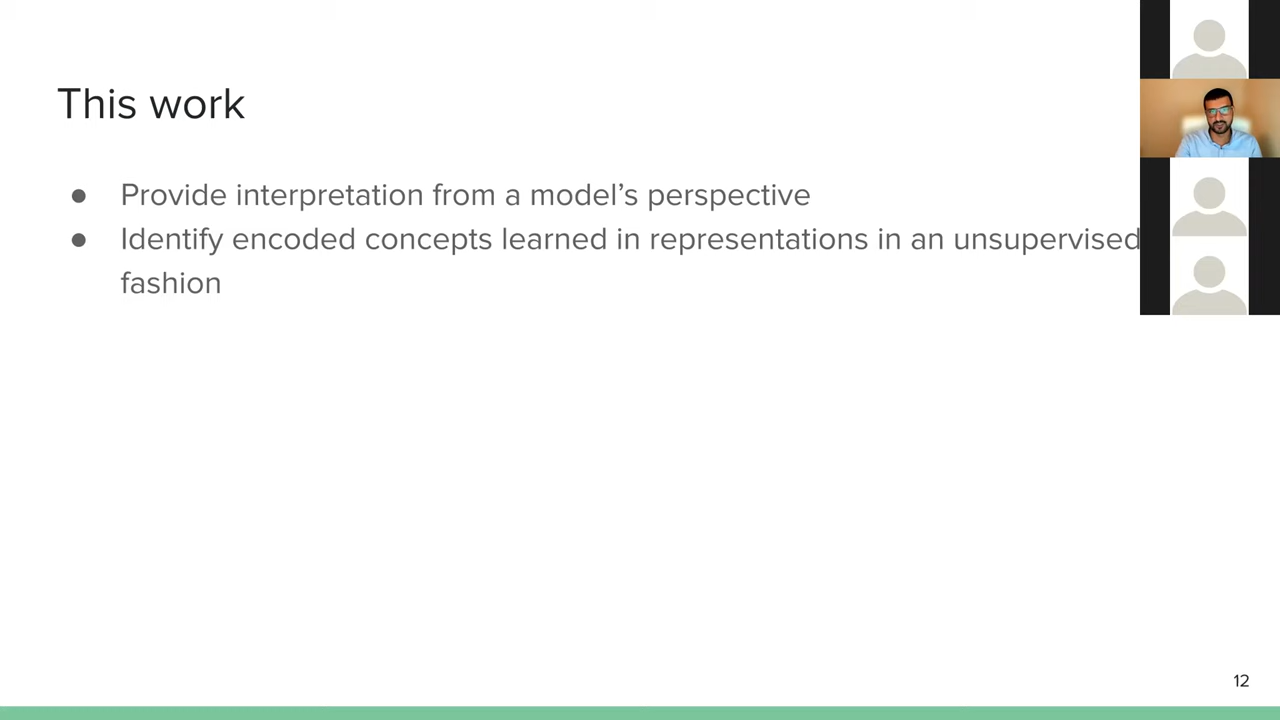 This work
● Provide interpretation from a model’s perspective
● Identify encoded concepts learned in representations in an unsupervised
fashion
12